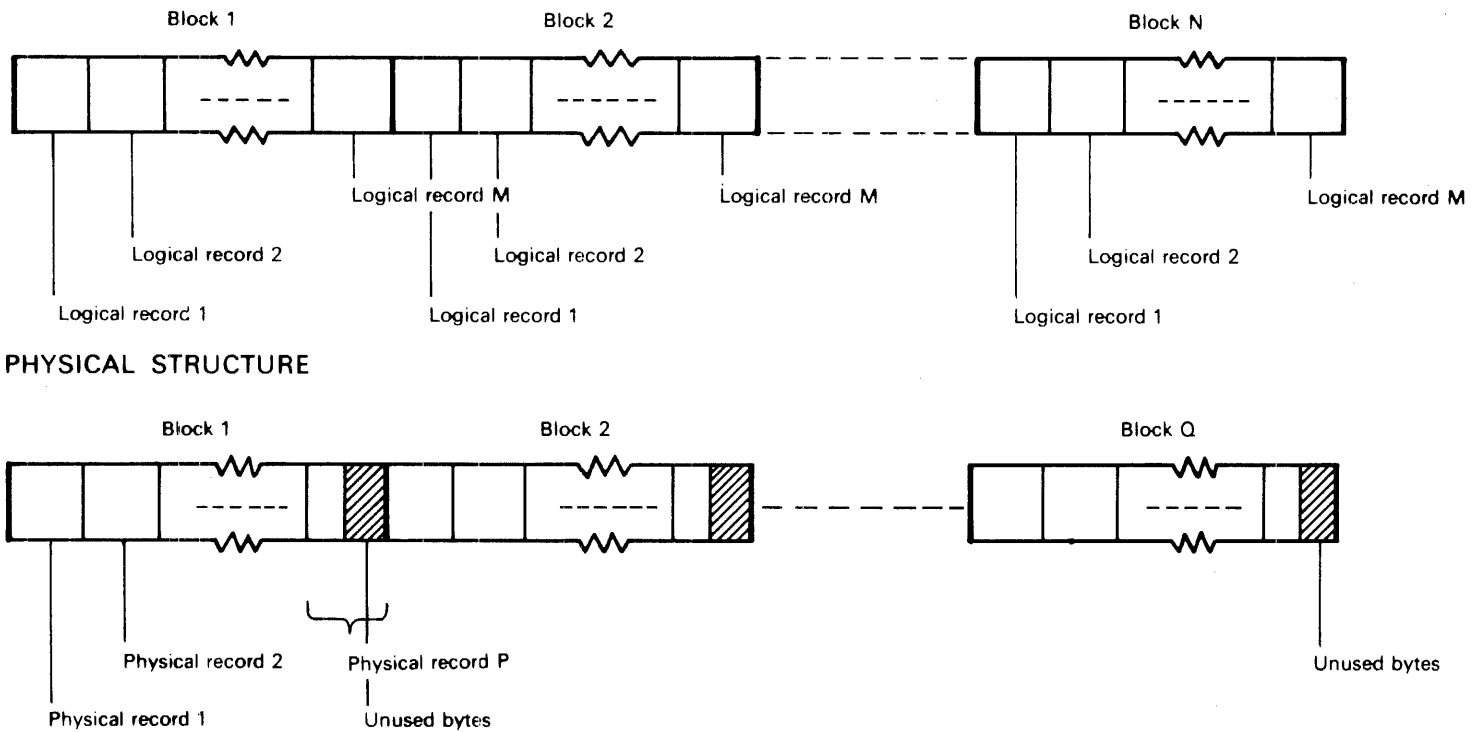 Block 1
Block 2
Block N
Logical record M
Logical record M
Logical record M
Logical record 2
Logical record 2
Logical record 2
Logical record 1
Logical record 1
Logical record 1
PHYSICAL STRUCTURE
Block 1
Block 2
Block Q
Physical record 2
Physical record P
Unused bytes
Physical record 1
Unused bytes